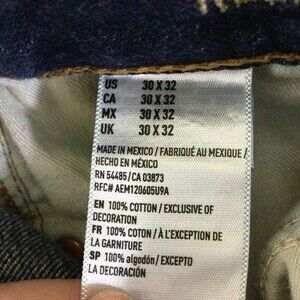 US 30 X 32
CA 30 X 32
MX 30 X 32
UK 30 X 32
MADE IN MEXICO / FABRIQUÉ AU MEXIQUE /
HECHO EN MÉXICO
RN 54485 / CA 03873
RFC# AEM120605U9A
EN 100% COTTON / EXCLUSIVE OF
DECORATION
FR 100% COTON / À L'EXCEPTION DE
LA GARNITURE
SP 100% ALGODÓN / EXCEPTO
LA DECORACIÓN